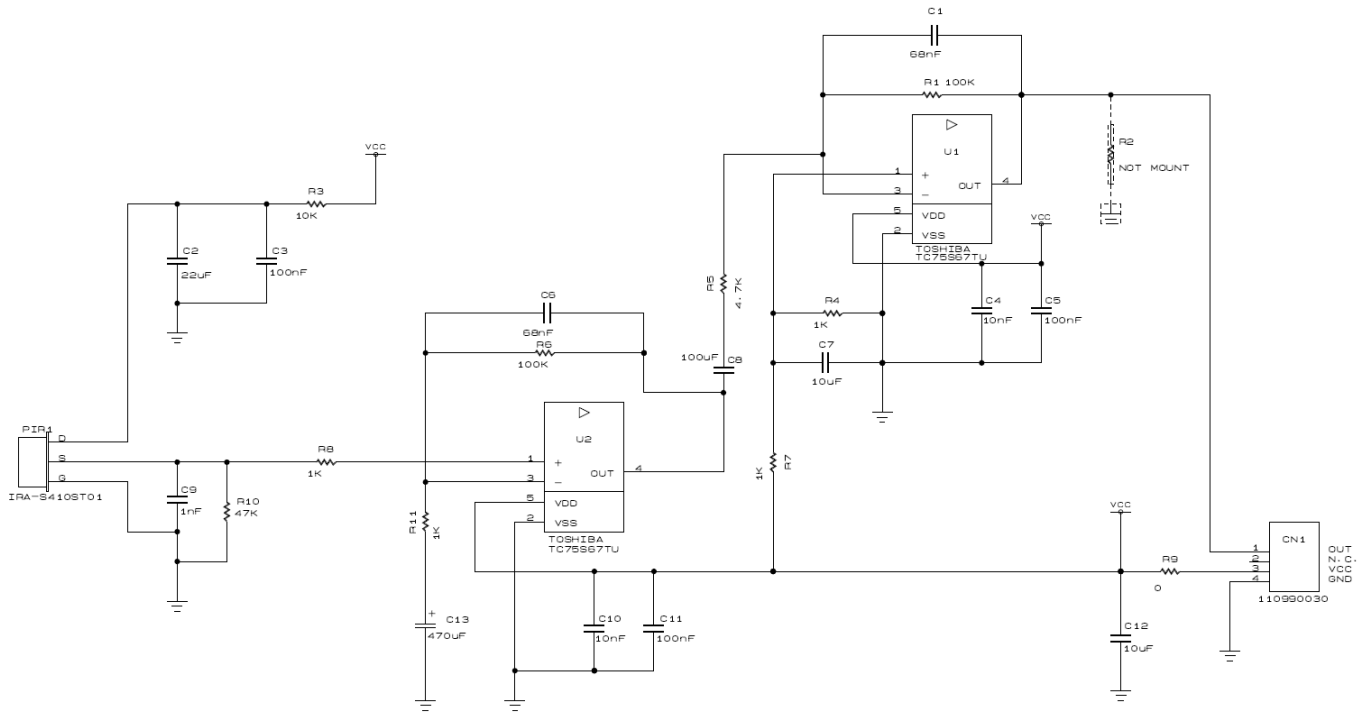 C1
68nF
R1 100K
U1
1
+
3
−
OUT
4
5
VDD
2
VSS
TOSHIBA
TC75S67TU
R2
NOT MOUNT
VCC
R3
10K
C2
22uF
C3
100nF
VCC
C4
10nF
C5
100nF
R5
4.7K
R4
1K
C7
10uF
C6
68nF
R6
100K
100uF
C8
PIR1
D
S
G
IRA-S410ST01
R8
1K
C9
1nF
R10
47K
U2
1
+
3
−
OUT
4
5
VDD
2
VSS
TOSHIBA
TC75S67TU
R11
1K
C13
+
470uF
C10
10nF
C11
100nF
1K
R7
VCC
R9
0
C12
10uF
CN1
1
2
3
4
OUT
N.C.
VCC
GND
110990030